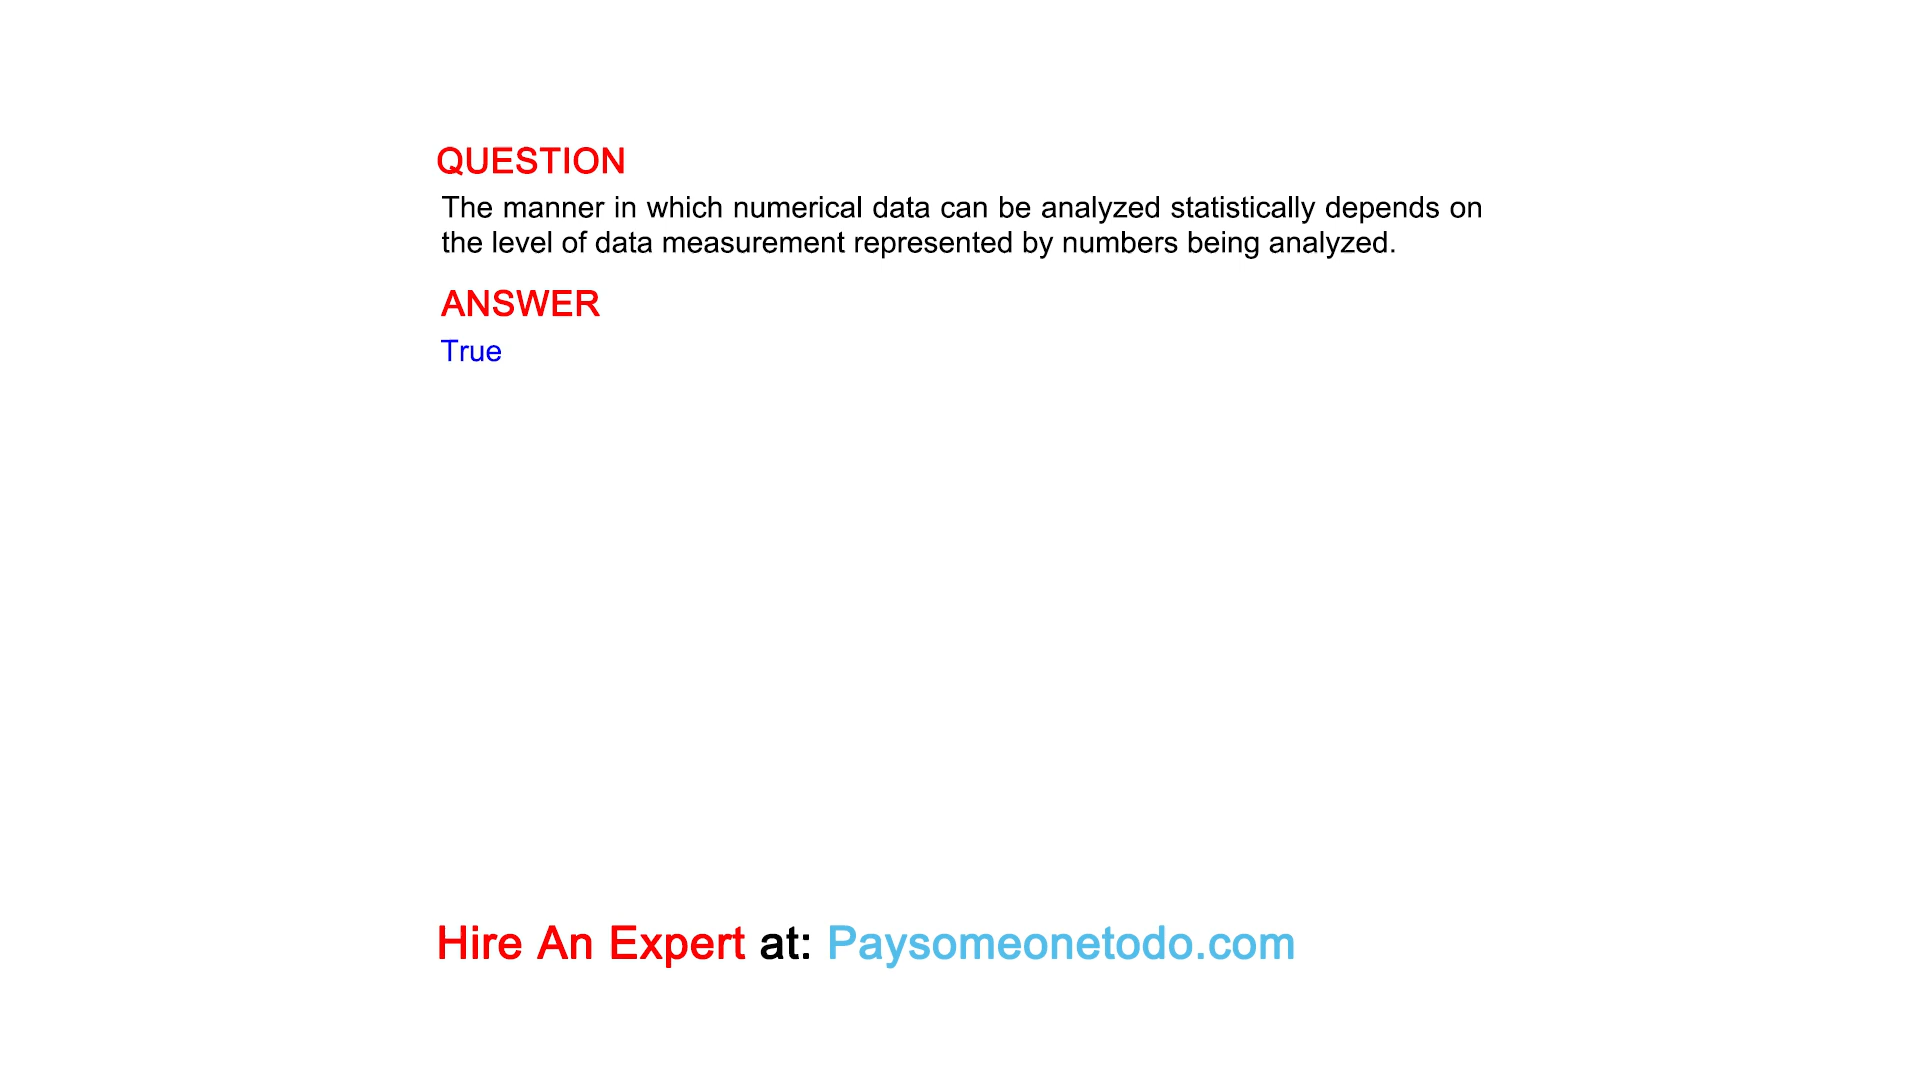 QUESTION
The manner in which numerical data can be analyzed statistically depends on
the level of data measurement represented by numbers being analyzed.
ANSWER
True
Hire An Expert at: Paysomeonetodo.com